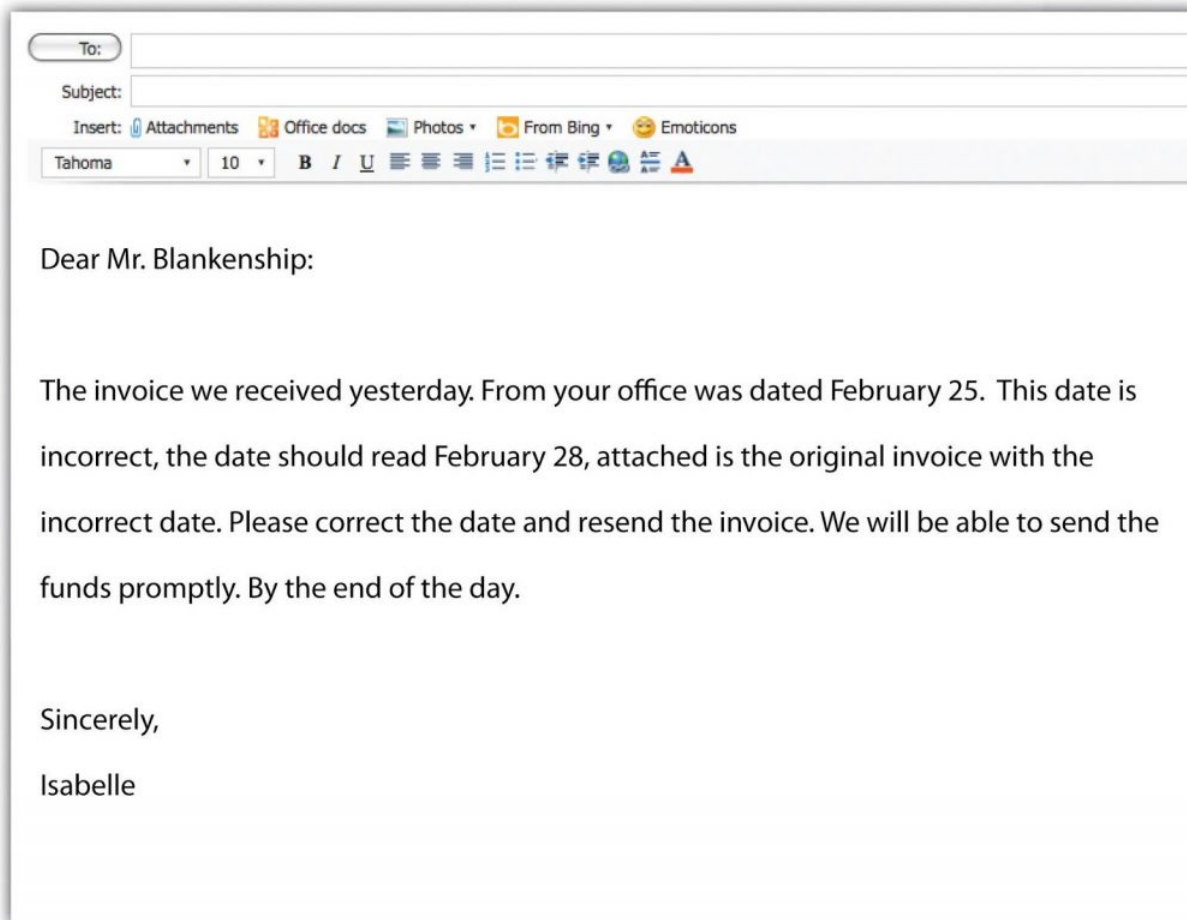 To:
Subject:
Insert: Attachments Office docs Photos From Bing Emoticons
Tahoma 10 B I U A
Dear Mr. Blankenship:
The invoice we received yesterday. From your office was dated February 25. This date is
incorrect, the date should read February 28, attached is the original invoice with the
incorrect date. Please correct the date and resend the invoice. We will be able to send the
funds promptly. By the end of the day.
Sincerely,
Isabelle